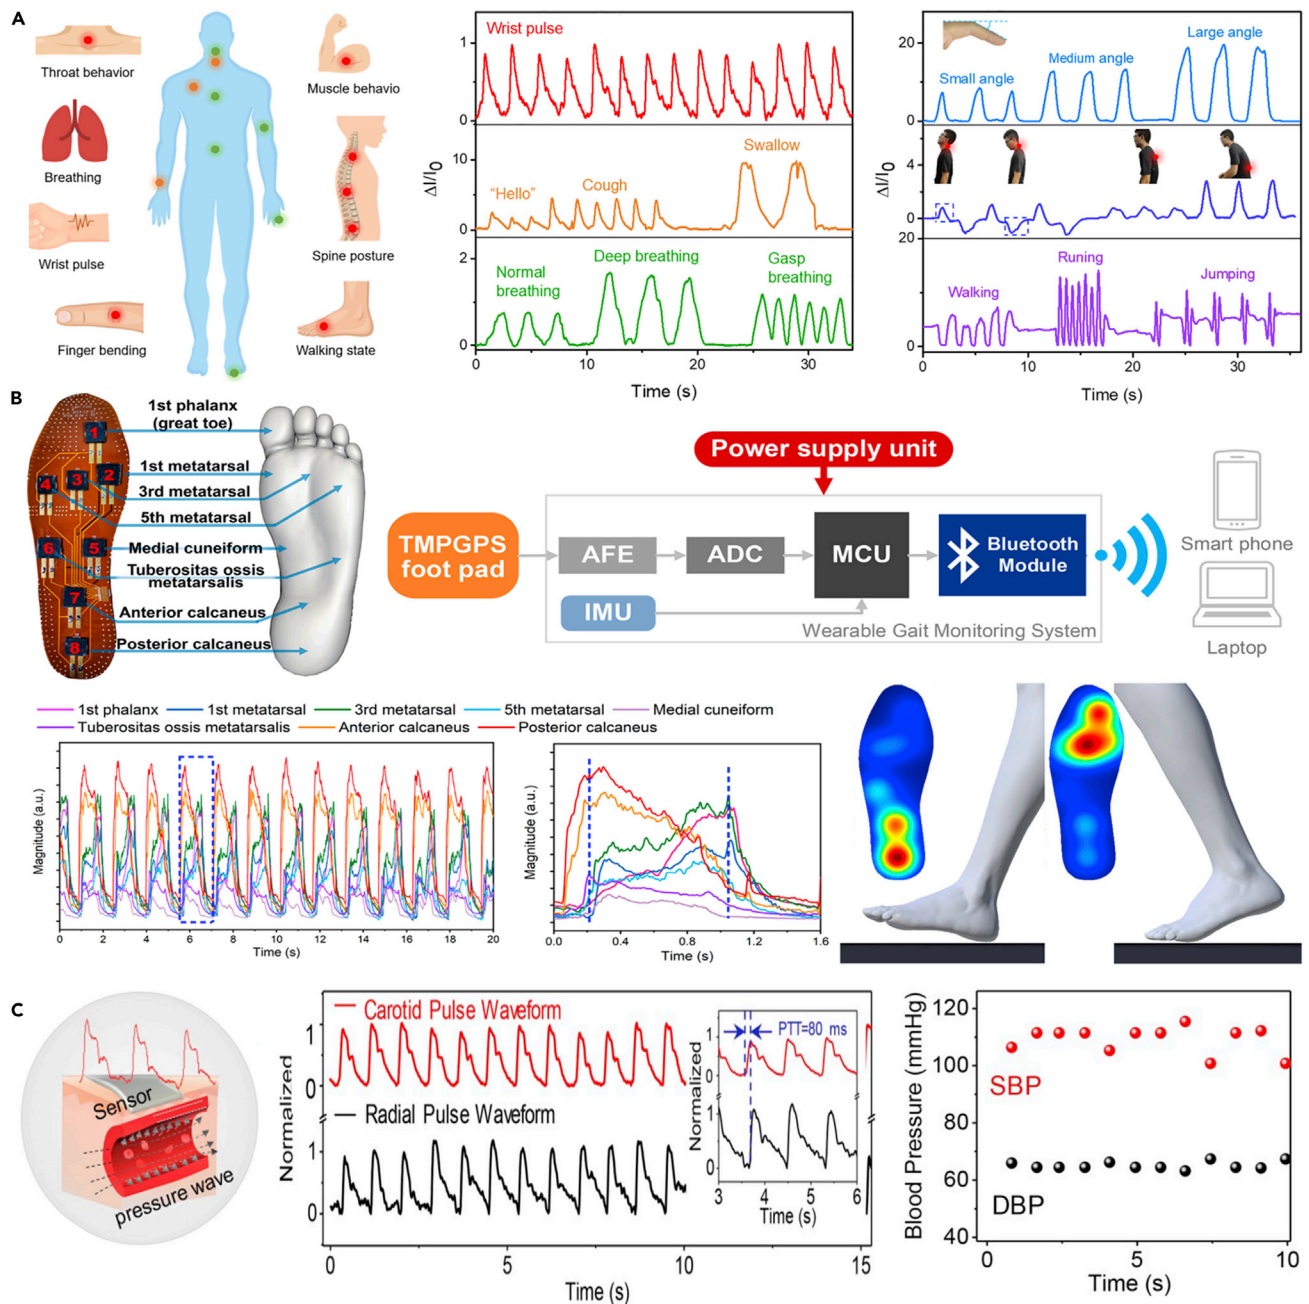 A
Throat behavior
Breathing
Wrist pulse
Finger bending
Muscle behavio
Spine posture
Walking state
Wrist pulse
1
0
ΔI/I0
"Hello"
Cough
Swallow
10
0
Normal
breathing
Deep breathing
Gasp
breathing
2
0
0 10 20 30
Time (s)
20
0
Small angle
Medium angle
Large angle
ΔI/I0
4
0
20
0
Walking
Runing
Jumping
0 10 20 30
Time (s)
B
1
2
3
4
5
6
7
8
1st phalanx
(great toe)
1st metatarsal
3rd metatarsal
5th metatarsal
Medial cuneiform
Tuberositas ossis
metatarsalis
Anterior calcaneus
Posterior calcaneus
Power supply unit
TMPGPS
foot pad
AFE
ADC
MCU
Bluetooth
Module
IMU
Wearable Gait Monitoring System
Smart phone
Laptop
1st phalanx 1st metatarsal 3rd metatarsal 5th metatarsal Medial cuneiform
Tuberositas ossis metatarsalis Anterior calcaneus Posterior calcaneus
Magnitude (a.u.)
0 2 4 6 8 10 12 14 16 18 20
Time (s)
Magnitude (a.u.)
0.0 0.4 0.8 1.2 1.6
Time (s)
C
Sensor
pressure wave
Carotid Pulse Waveform
1
0
Normalized
Radial Pulse Waveform
1
0
0 5 10 15
Time (s)
PTT=80 ms
1
0
Normalized
1
0
3 4 5 6
Time (s)
Blood Pressure (mmHg)
120
100
80
60
40
SBP
DBP
0 5 10
Time (s)